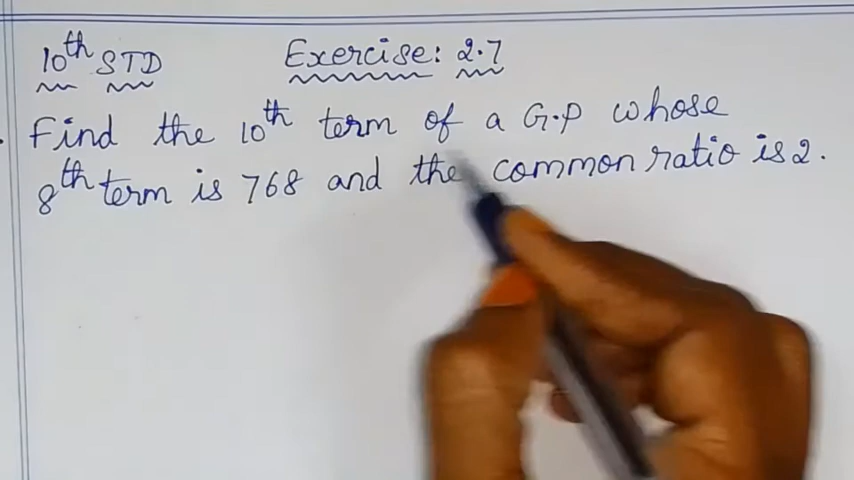 10th STD Exercise: 2.7
Find the 10th term of a G.P whose
8th term is 768 and the common ratio is 2.